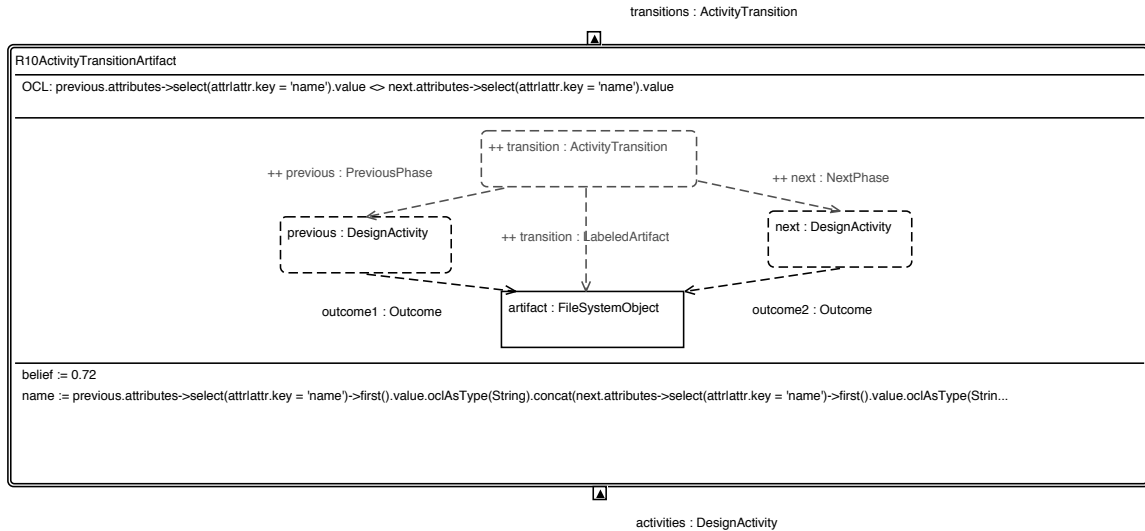 transitions : ActivityTransition
R10ActivityTransitionArtifact
OCL: previous.attributes->select(attr|attr.key = 'name').value <> next.attributes->select(attr|attr.key = 'name').value
++ transition : ActivityTransition
++ previous : PreviousPhase
++ next : NextPhase
previous : DesignActivity
++ transition : LabeledArtifact
next : DesignActivity
artifact : FileSystemObject
outcome1 : Outcome
outcome2 : Outcome
belief := 0.72
name := previous.attributes->select(attr|attr.key = 'name')->first().value.oclAsType(String).concat(next.attributes->select(attr|attr.key = 'name')->first().value.oclAsType(Strin...
activities : DesignActivity